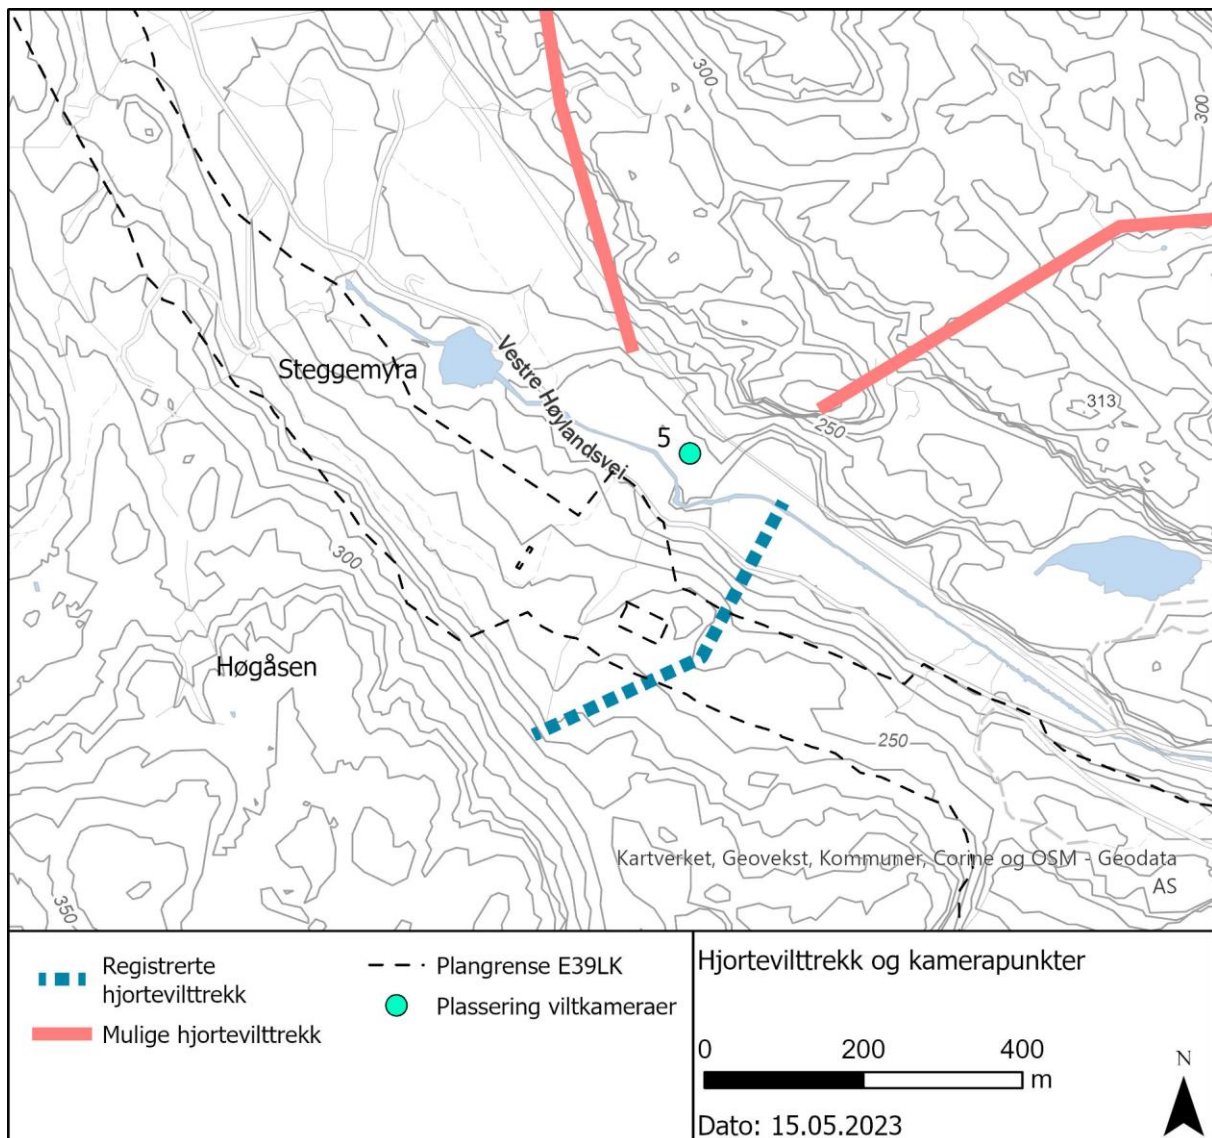 300
300
Steggemyra
Vestre Høylandsvei
5
313
250
300
Høgåsen
250
350
Kartverket, Geovekst, Kommuner, Corine og OSM - Geodata
AS
Registrerte
hjortevilttrekk
Mulige hjortevilttrekk
Plangrense E39LK
Plassering viltkameraer
Hjortevilttrekk og kamerapunkter
0 200 400
m
N
Dato: 15.05.2023